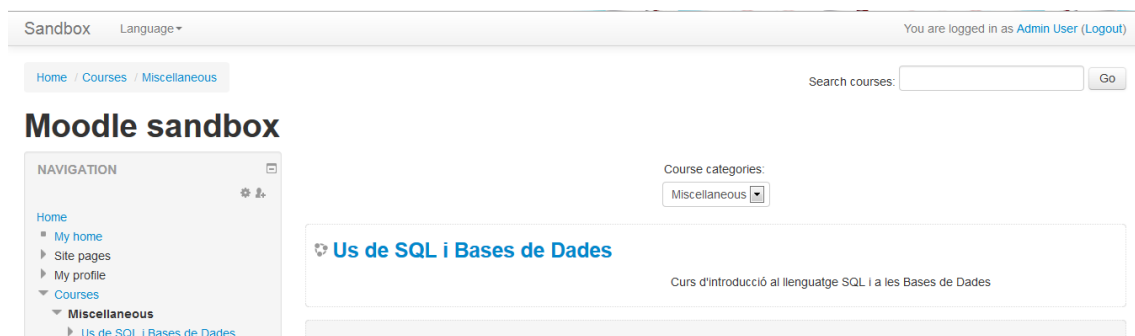 Sandbox Language You are logged in as Admin User (Logout)
Home / Courses / Miscellaneous Search courses: Go
Moodle sandbox
NAVIGATION
Home
My home
Site pages
My profile
Courses
Miscellaneous
Us de SQL i Bases de Dades
Course categories:
Miscellaneous
Us de SQL i Bases de Dades
Curs d'introducció al llenguatge SQL i a les Bases de Dades